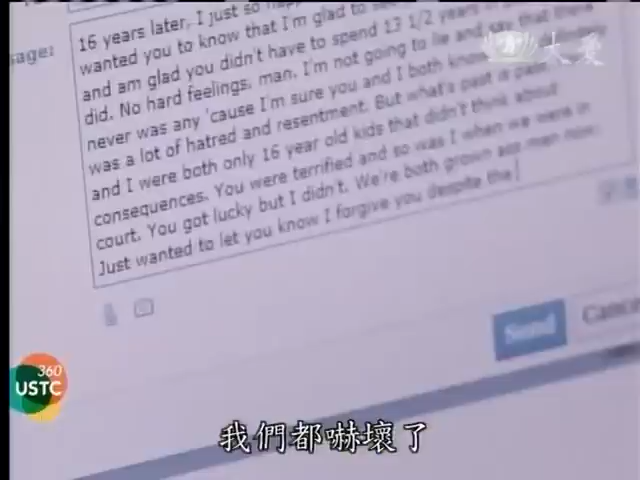 大愛
sage:
16 years later, I just so
wanted you to know that I'm glad to
and am glad you didn't have to spend 13 1/2 years in
did. No hard feelings, man. I'm not going to lie and say that there
never was any 'cause I'm sure you and I both know
was a lot of hatred and resentment. But what's past is past.
and I were both only 16 year old kids that didn't think about
consequences. You were terrified and so was I when we were in
court. You got lucky but I didn't. We're both grown ass men now.
Just wanted to let you know I forgive you despite the
Send
Cance
360
USTC
我們都嚇壞了